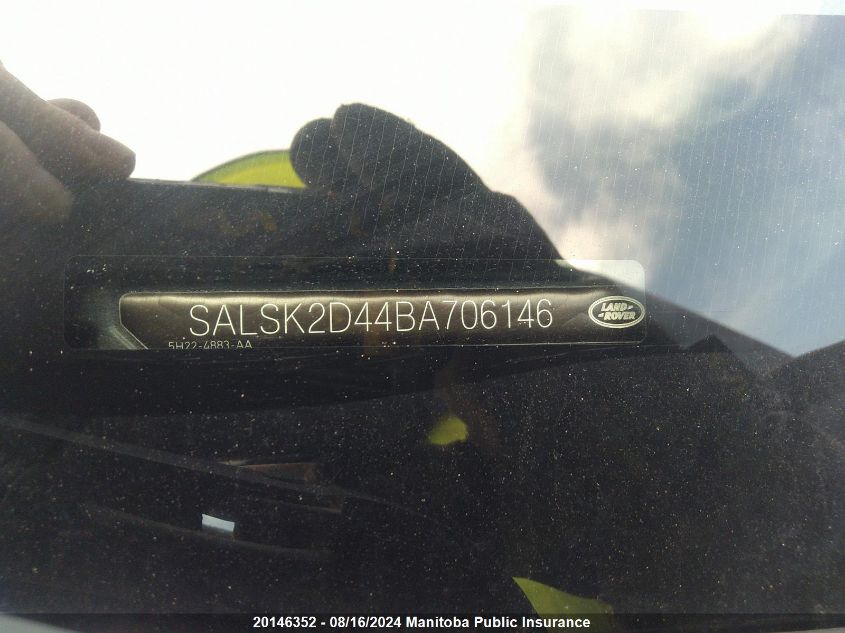 SALSK2D44BA706146
LAND-
-ROVER
5H22-4883-AA
20146352 - 08/16/2024 Manitoba Public Insurance